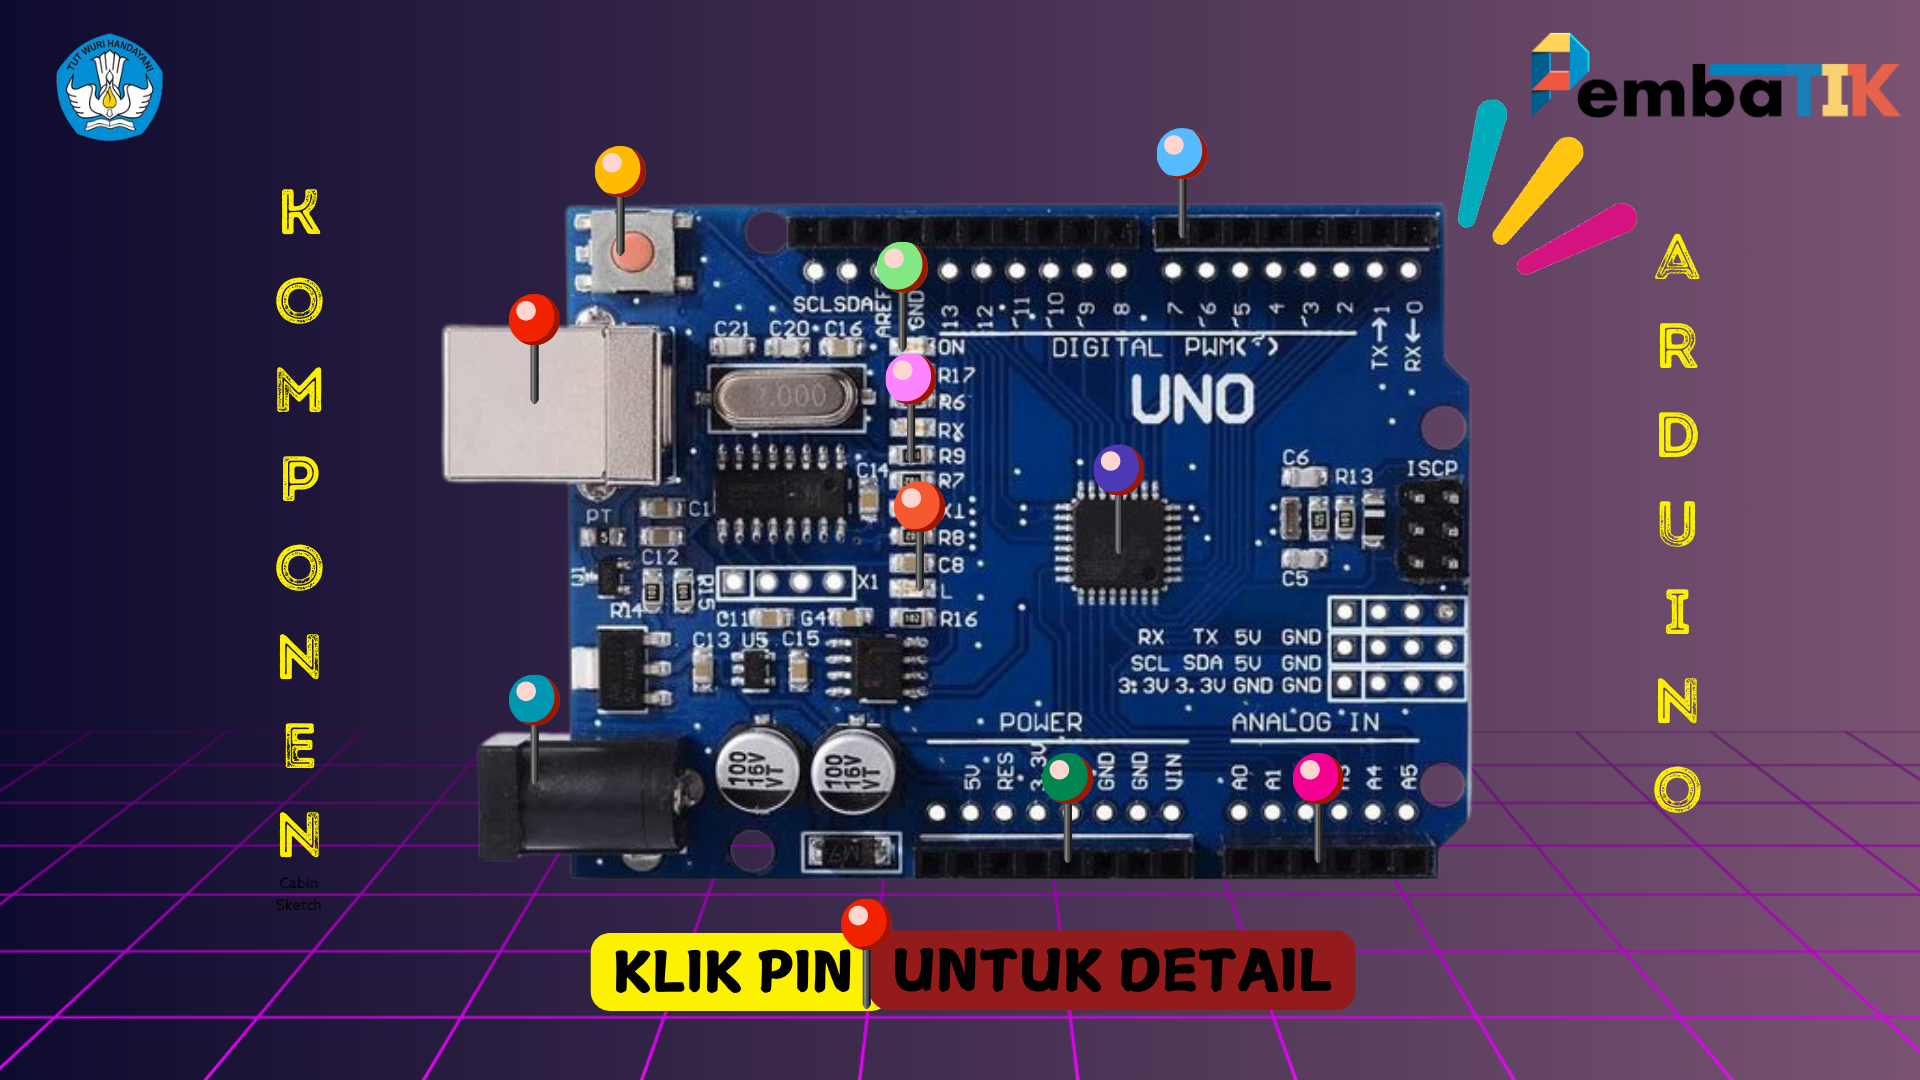 TUT WURI HANDAYANI
PembaTIK
KOMPONEN
ARDUINO
Cabin
Sketch
SCL SDA AREF GND 13 12 ~11 ~10 ~9 8 7 ~6 ~5 4 ~3 2 TX→1 RX←0
DIGITAL PWM(~)
UNO
C21 C20 C16
ON
R17
R6
RX
R9
R7
R8
C8
L
R16
C14
PT
C1
C12
X1
R14
R15
C11
C13 U5 C15
C6
R13
ISCP
C5
RX TX 5V GND
SCL SDA 5V GND
3.3V 3.3V GND GND
POWER
ANALOG IN
5V RES 3.3V GND GND VIN
A0 A1 A3 A4 A5
100
16V
VT
100
16V
VT
KLIK PIN UNTUK DETAIL